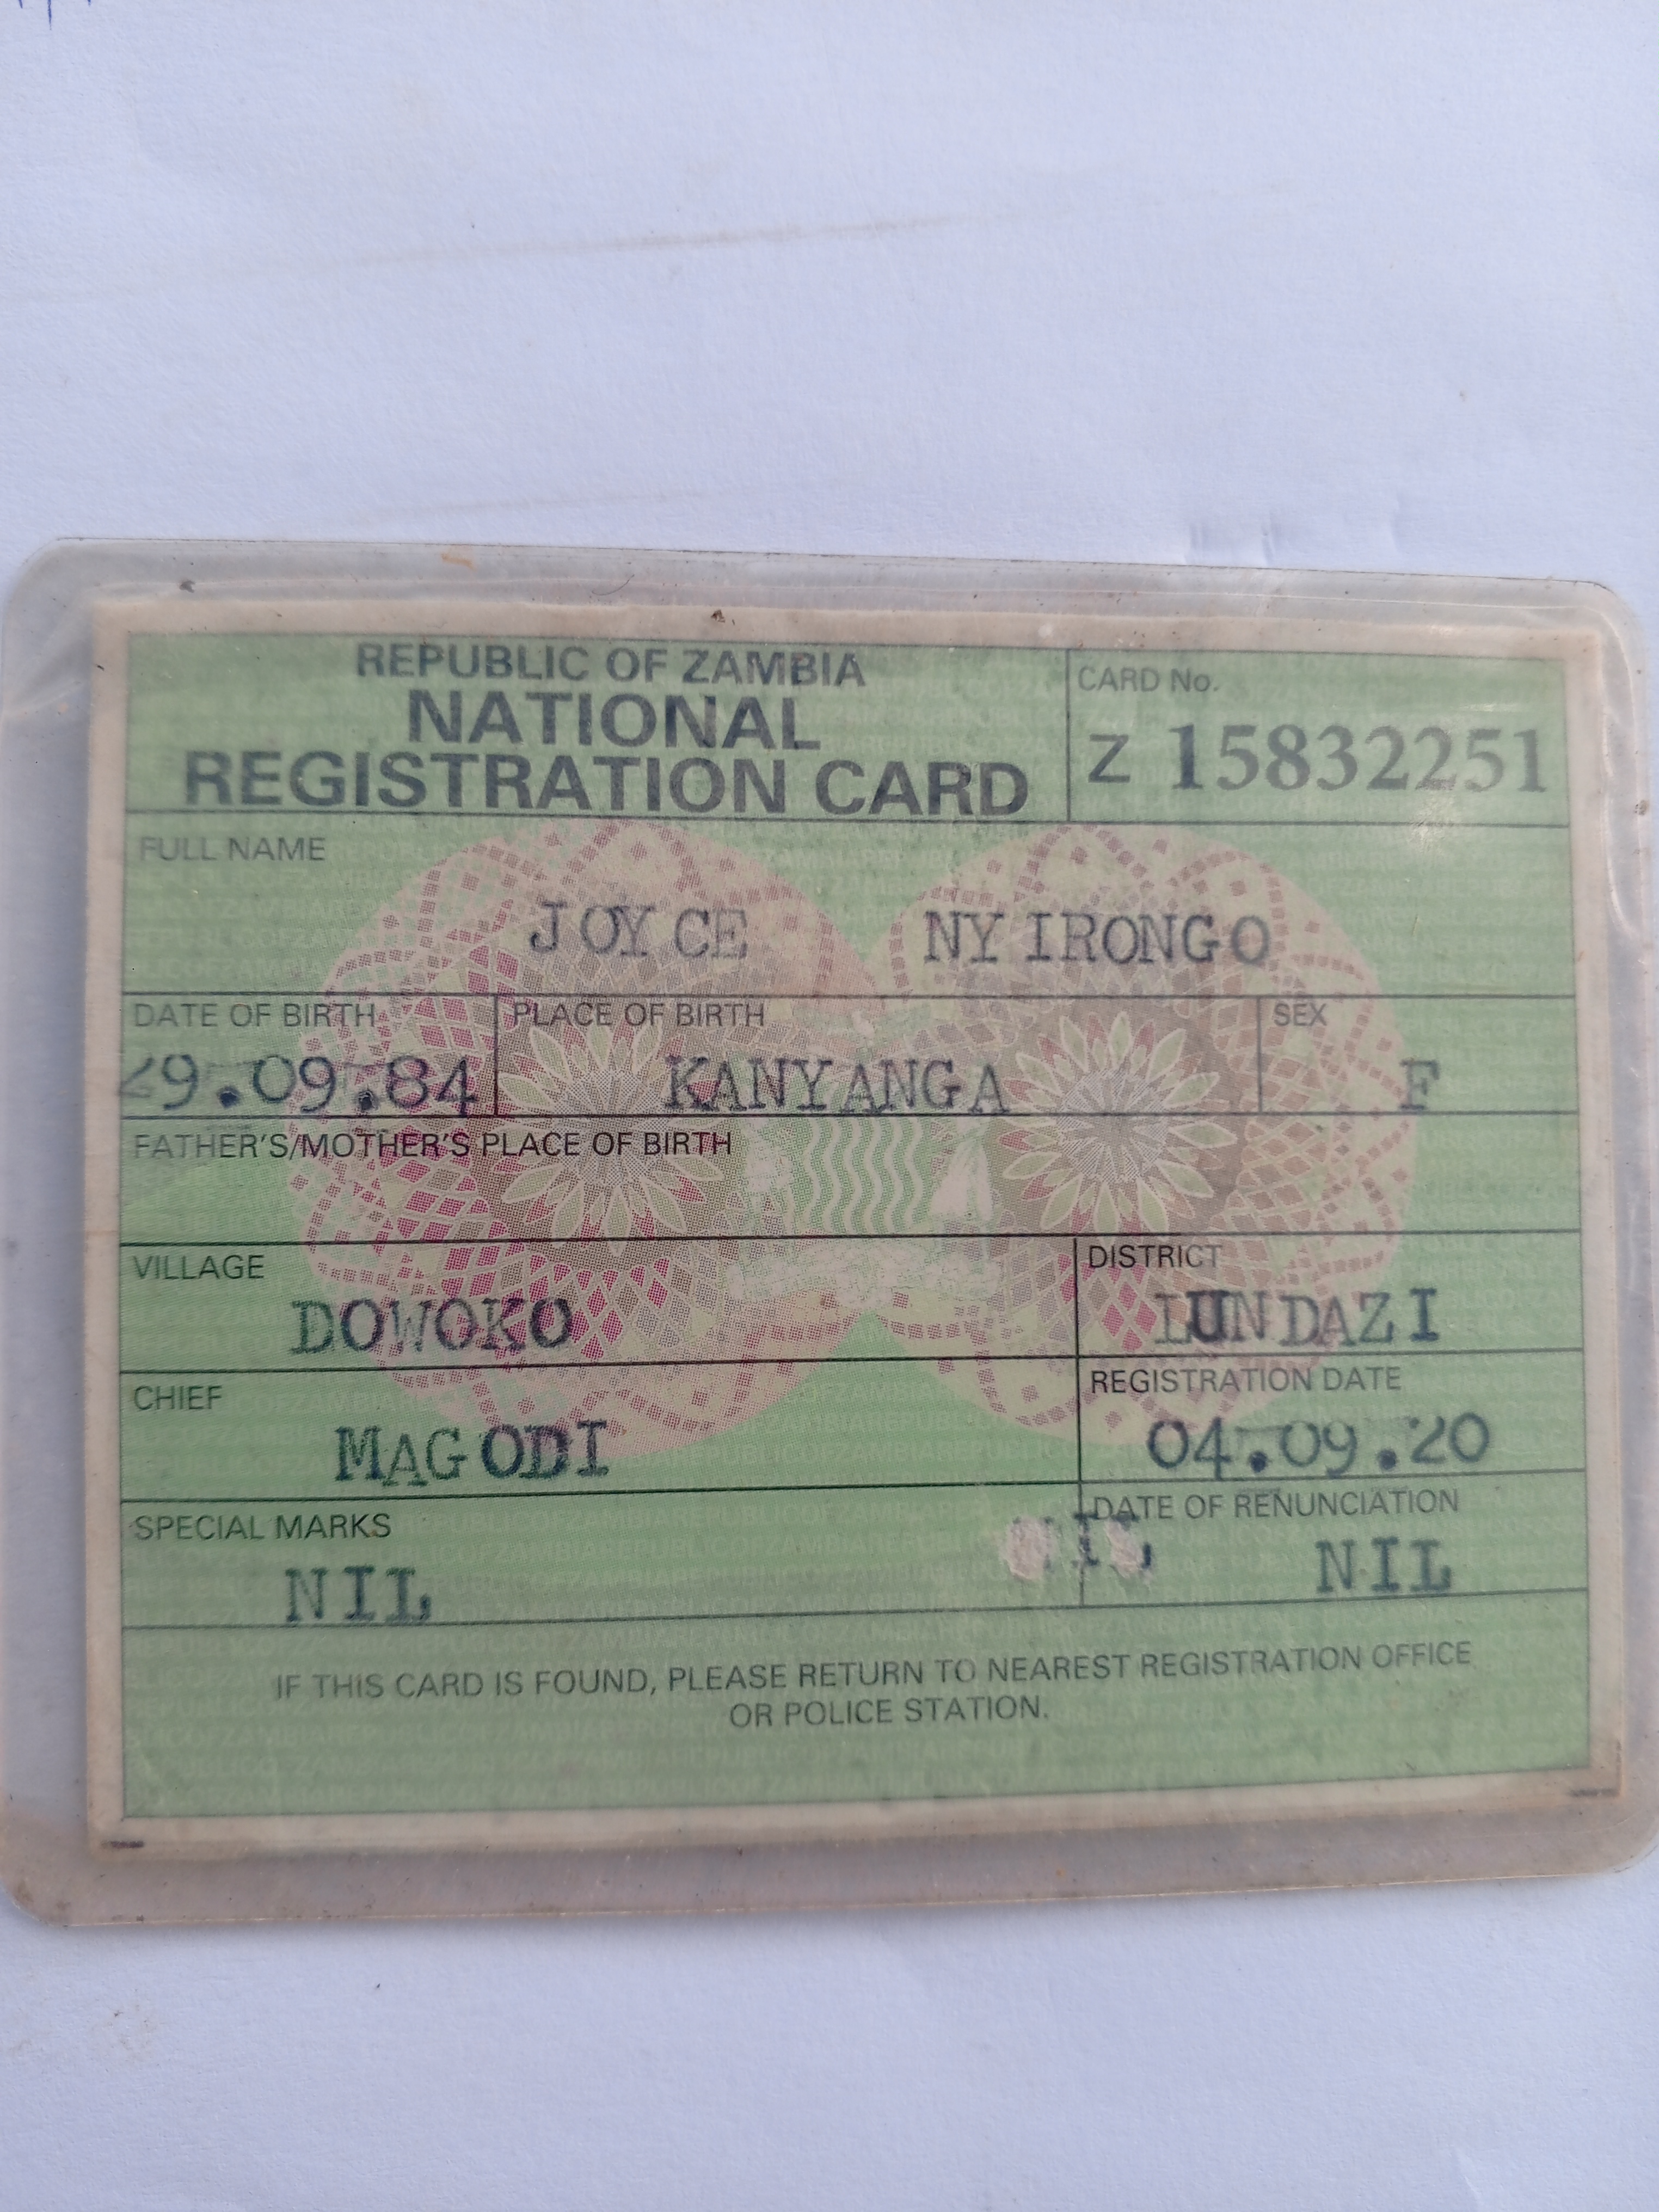 REPUBLIC OF ZAMBIA
NATIONAL
REGISTRATION CARD
CARD No.
Z 15832251
FULL NAME
JOYCE NYIRONGO
DATE OF BIRTH PLACE OF BIRTH SEX
29.09.84 KANYANGA F
FATHER'S/MOTHER'S PLACE OF BIRTH
VILLAGE DISTRICT
DOWOKO LUNDAZI
CHIEF REGISTRATION DATE
MAGODI 04.09.20
SPECIAL MARKS DATE OF RENUNCIATION
NIL NIL
IF THIS CARD IS FOUND, PLEASE RETURN TO NEAREST REGISTRATION OFFICE
OR POLICE STATION.